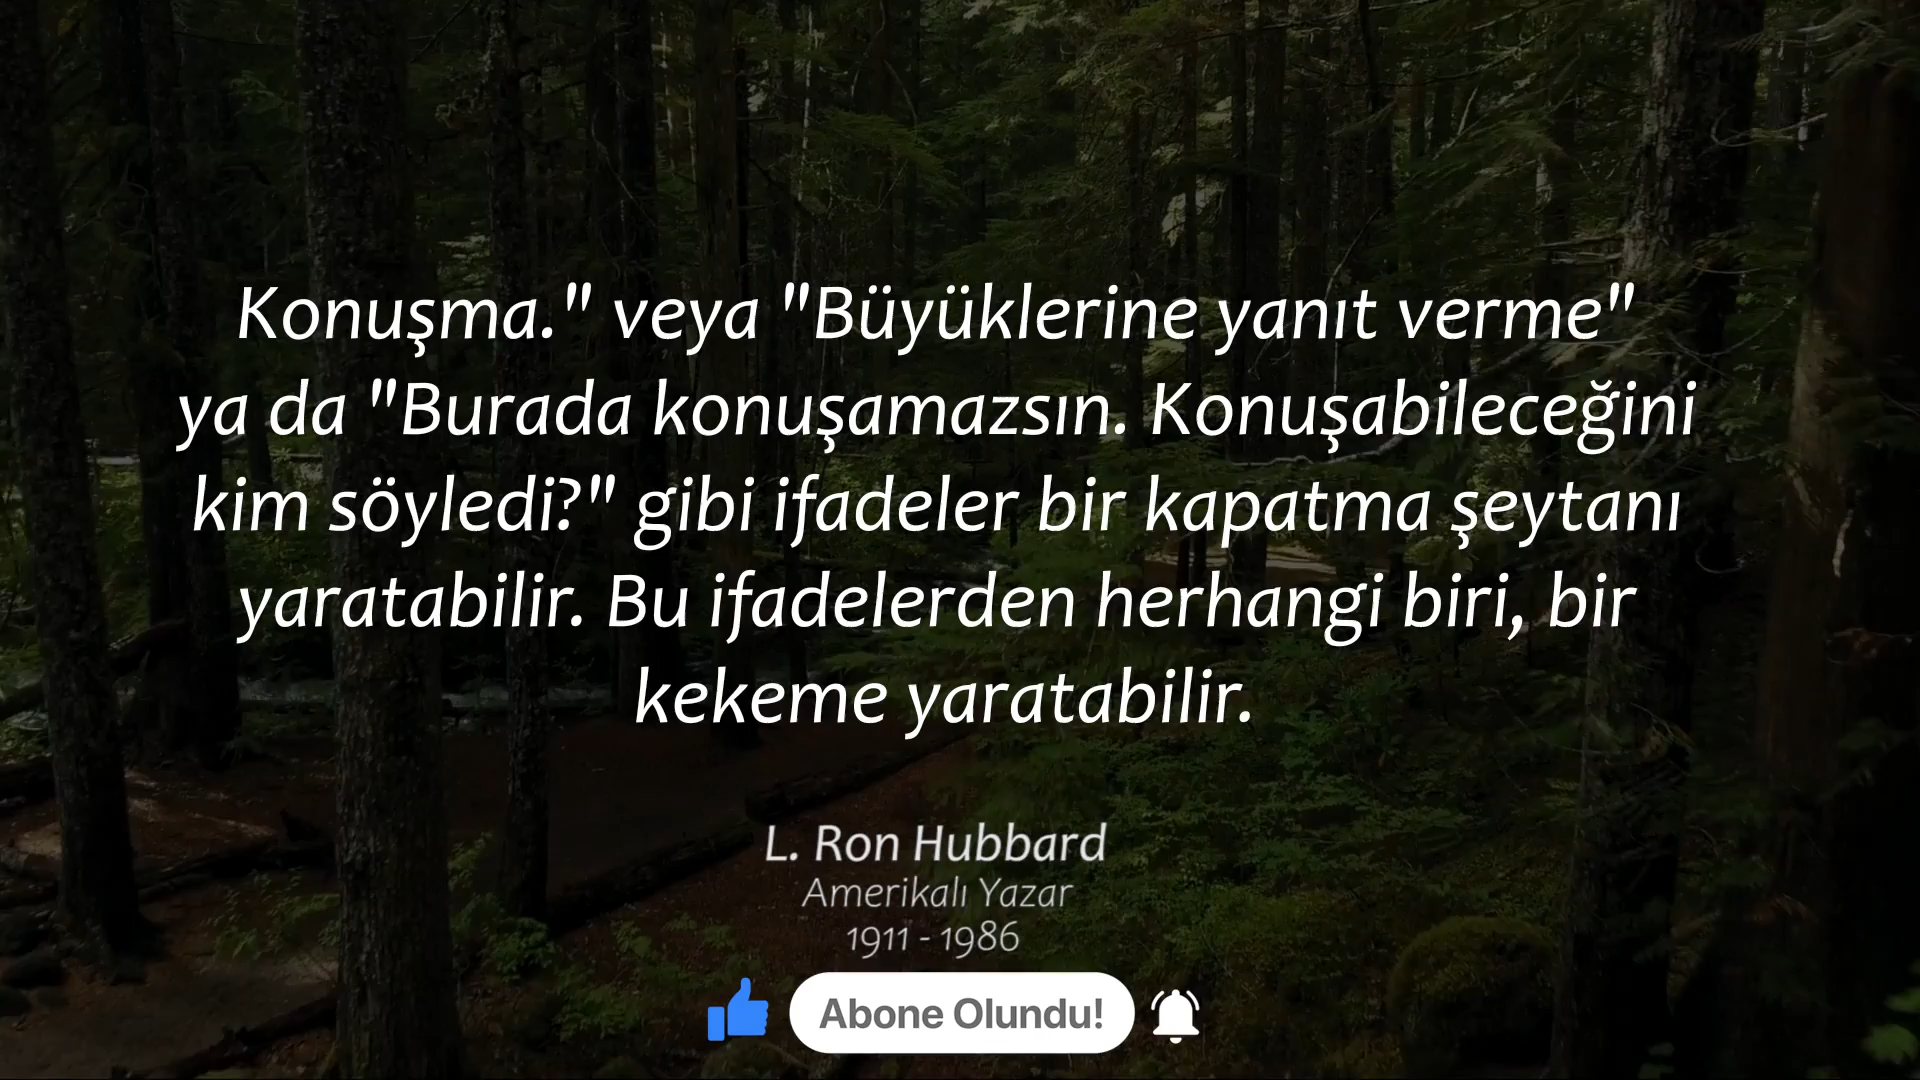 Konuşma." veya "Büyüklerine yanıt verme"
ya da "Burada konuşamazsın. Konuşabileceğini
kim söyledi?" gibi ifadeler bir kapatma şeytanı
yaratabilir. Bu ifadelerden herhangi biri, bir
kekeme yaratabilir.
L. Ron Hubbard
Amerikalı Yazar
1911 - 1986
Abone Olundu!